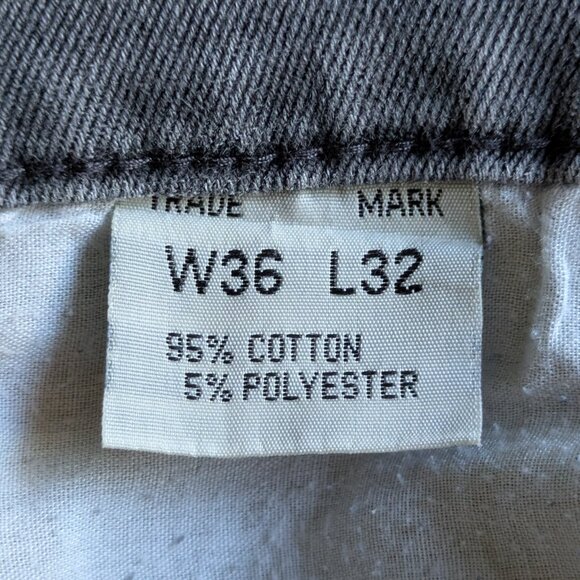 TRADE MARK
W36 L32
95% COTTON
5% POLYESTER